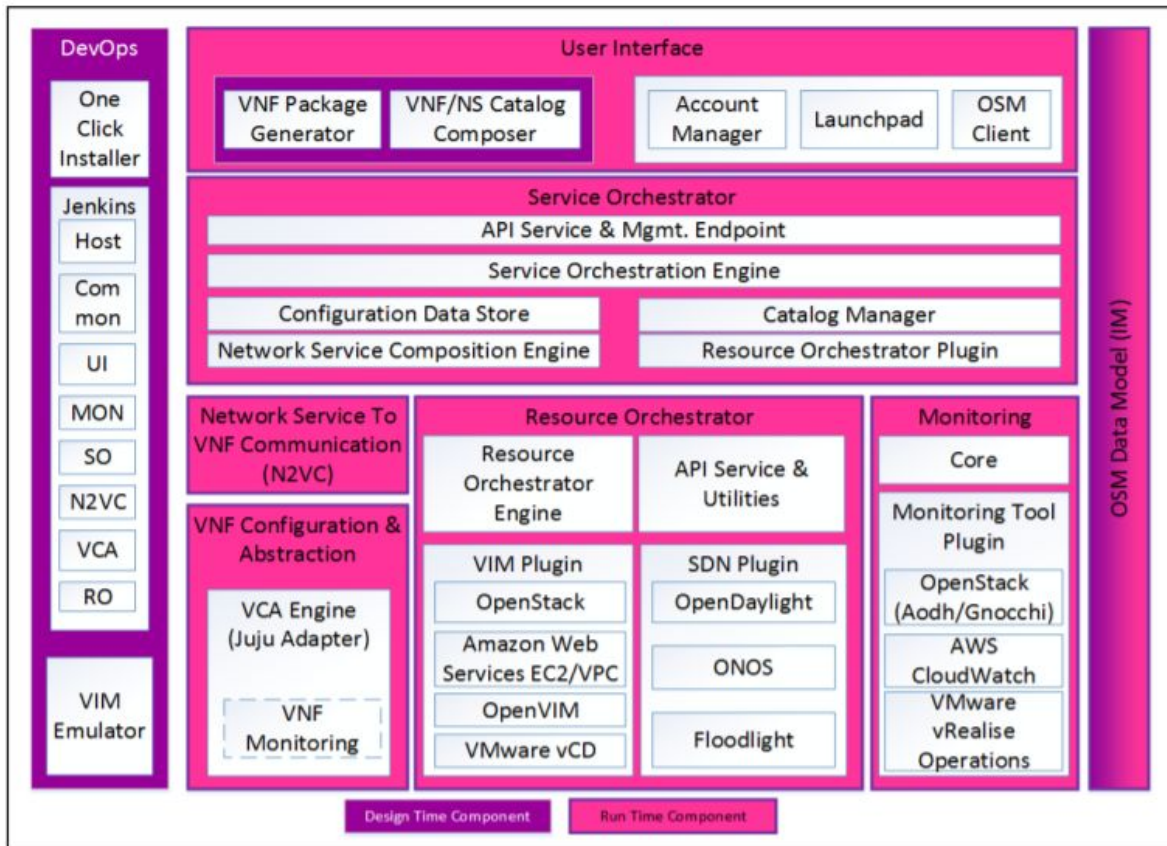 DevOps
One
Click
Installer
Jenkins
Host
Com
mon
UI
MON
SO
N2VC
VCA
RO
VIM
Emulator
User Interface
VNF Package
Generator
VNF/NS Catalog
Composer
Account
Manager
Launchpad
OSM
Client
Service Orchestrator
API Service & Mgmt. Endpoint
Service Orchestration Engine
Configuration Data Store
Catalog Manager
Network Service Composition Engine
Resource Orchestrator Plugin
Network Service To
VNF Communication
(N2VC)
VNF Configuration &
Abstraction
VCA Engine
(Juju Adapter)
VNF
Monitoring
Resource Orchestrator
Resource
Orchestrator
Engine
API Service &
Utilities
VIM Plugin
OpenStack
Amazon Web
Services EC2/VPC
OpenVIM
VMware vCD
SDN Plugin
OpenDaylight
ONOS
Floodlight
Monitoring
Core
Monitoring Tool
Plugin
OpenStack
(Aodh/Gnocchi)
AWS
CloudWatch
VMware
vRealise
Operations
OSM Data Model (IM)
Design Time Component
Run Time Component